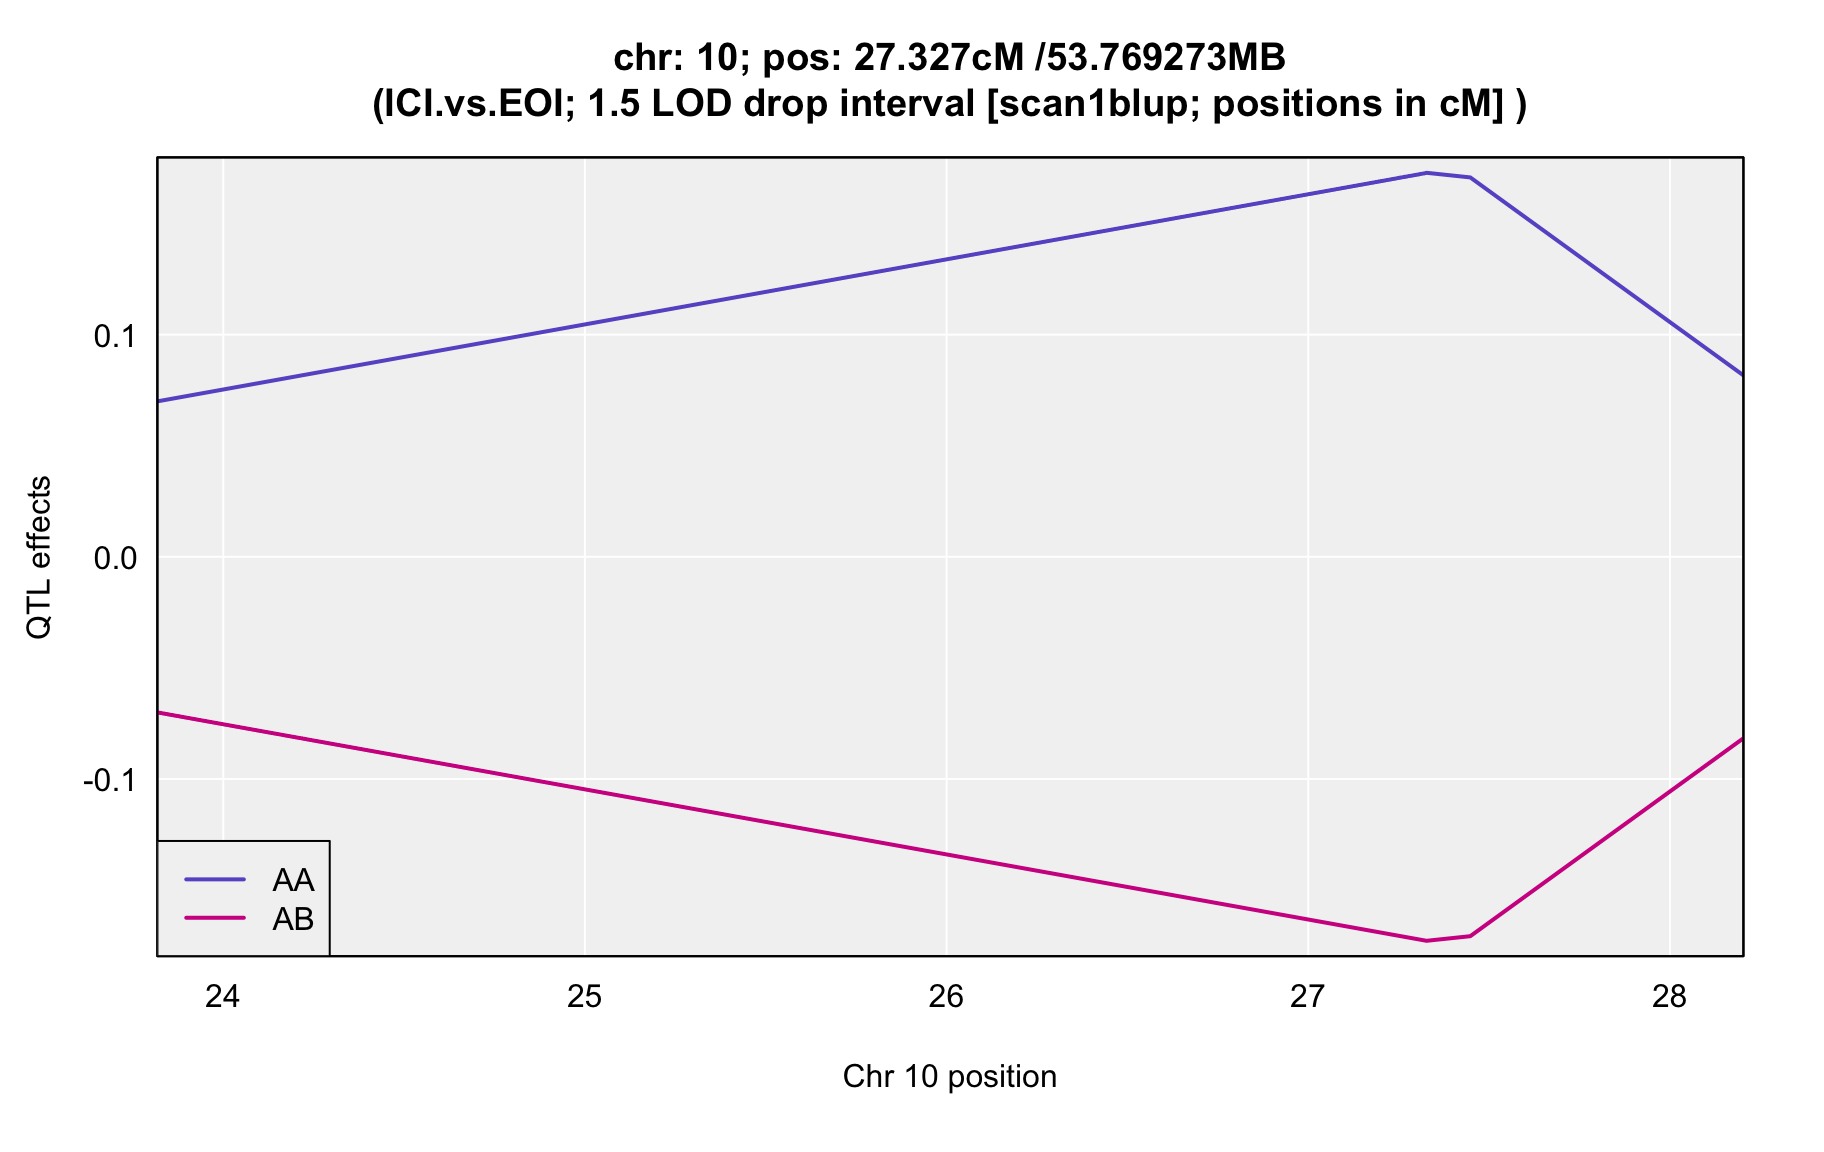 chr: 10; pos: 27.327cM /53.769273MB
(ICI.vs.EOI; 1.5 LOD drop interval [scan1blup; positions in cM] )
QTL effects
0.1
0.0
-0.1
AA
AB
24 25 26 27 28
Chr 10 position